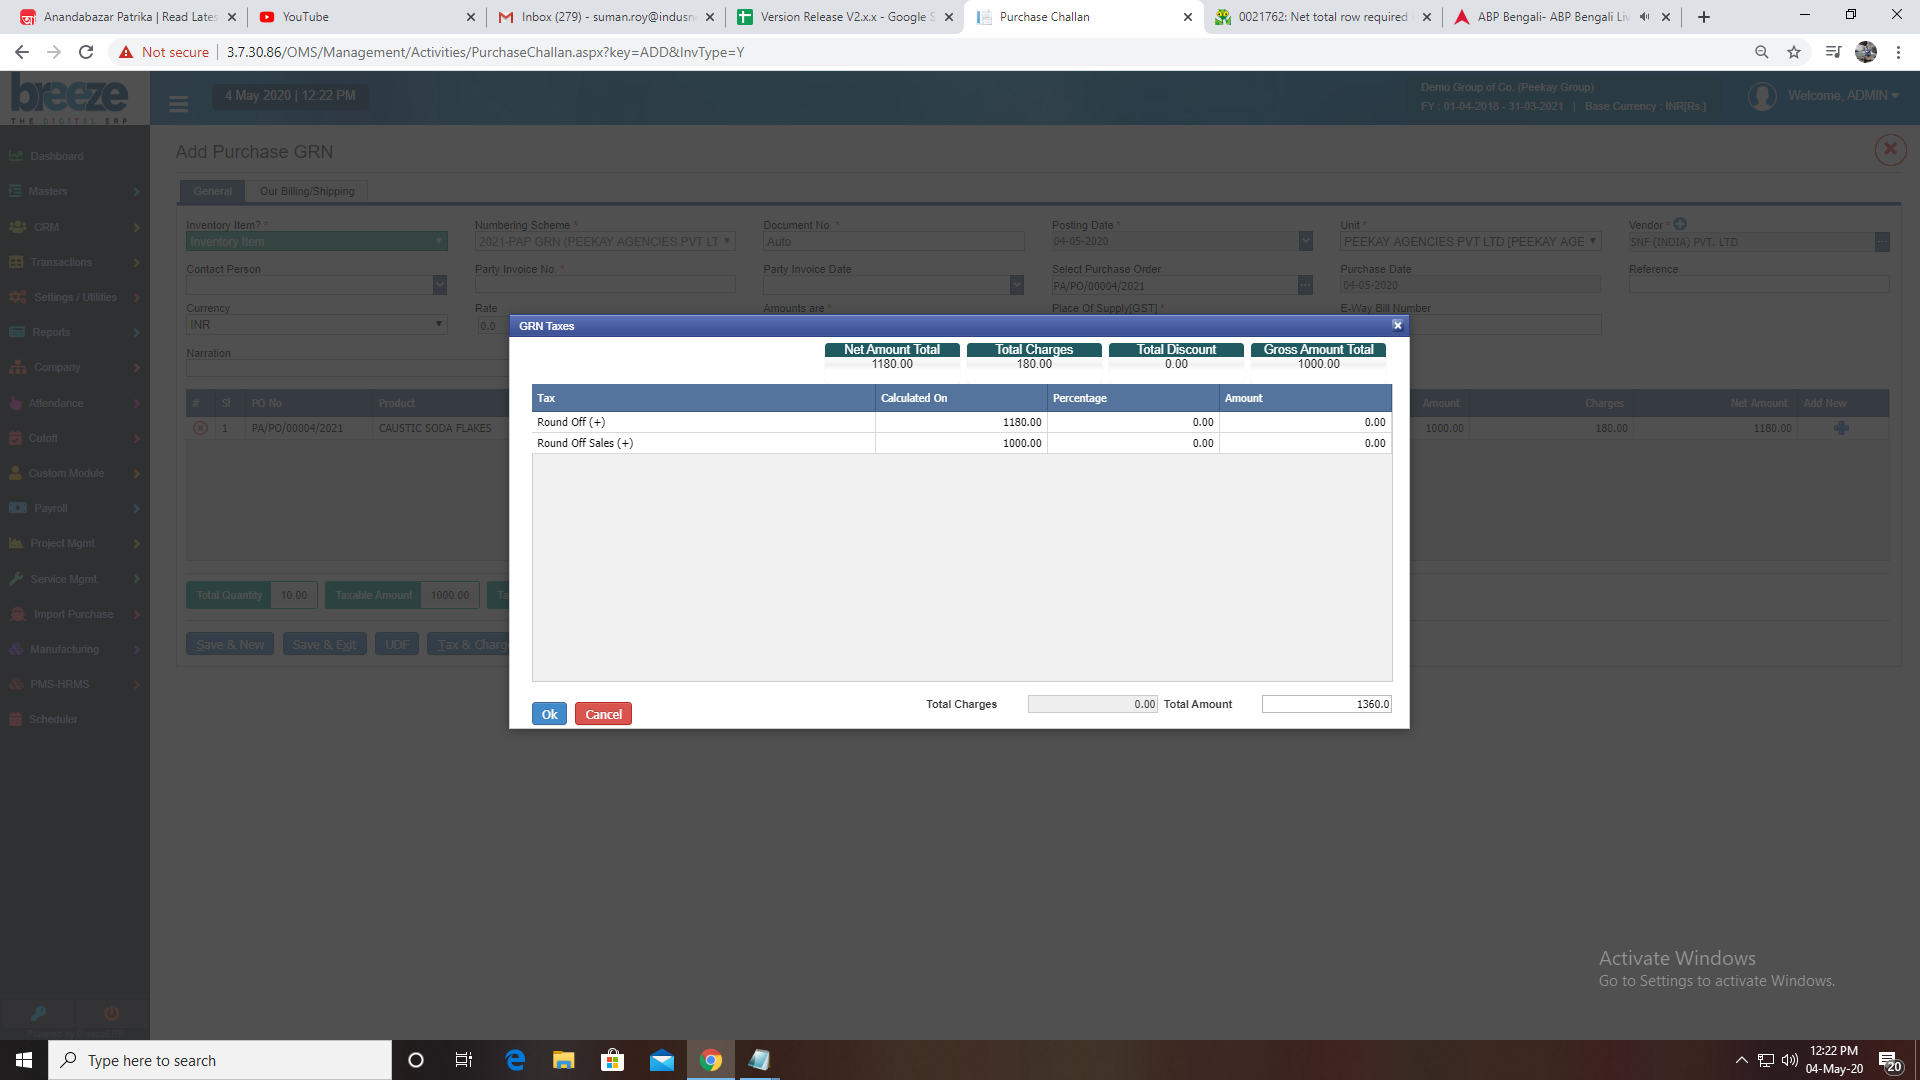 Anandabazar Patrika | Read Lates
YouTube
Inbox (279) - suman.roy@indusn
Version Release V2.x.x - Google S
Purchase Challan
0021762: Net total row required
ABP Bengali- ABP Bengali Liv
Not secure
3.7.30.86/OMS/Management/Activities/PurchaseChallan.aspx?key=ADD&InvType=Y
breeze
THE DIGITAL ERP
4 May 2020 | 12:22 PM
Demo Group of Co. (Peekay Group)
FY : 01-04-2018 - 31-03-2021 | Base Currency : INR[Rs.]
Welcome, ADMIN
Dashboard
Masters
CRM
Transactions
Settings / Utilities
Reports
Company
Attendance
Cutoff
Custom Module
Payroll
Project Mgmt
Service Mgmt
Import Purchase
Manufacturing
PMS-HRMS
Scheduler
Add Purchase GRN
General
Our Billing/Shipping
Inventory Item? *
Numbering Scheme *
Document No. *
Posting Date *
Unit *
Vendor *
Inventory Item
2021-PAP GRN (PEEKAY AGENCIES PVT LT
Auto
04-05-2020
PEEKAY AGENCIES PVT LTD [PEEKAY AGE
SNF (INDIA) PVT. LTD
Contact Person
Party Invoice No. *
Party Invoice Date
Select Purchase Order
Purchase Date
Reference
PA/PO/00004/2021
04-05-2020
Currency
Rate
Amounts are *
Place Of Supply[GST] *
E-Way Bill Number
INR
0.0
Narration
# Sl PO No Product
Amount Charges Net Amount Add New
1 PA/PO/00004/2021 CAUSTIC SODA FLAKES
1000.00 180.00 1180.00
Total Quantity 10.00
Taxable Amount 1000.00
Ta
Save & New
Save & Exit
UDF
Tax & Charg
GRN Taxes
Net Amount Total Total Charges Total Discount Gross Amount Total
1180.00 180.00 0.00 1000.00
Tax Calculated On Percentage Amount
Round Off (+) 1180.00 0.00 0.00
Round Off Sales (+) 1000.00 0.00 0.00
Total Charges 0.00 Total Amount 1360.0
Ok
Cancel
Activate Windows
Go to Settings to activate Windows.
Type here to search
12:22 PM
04-May-20
20